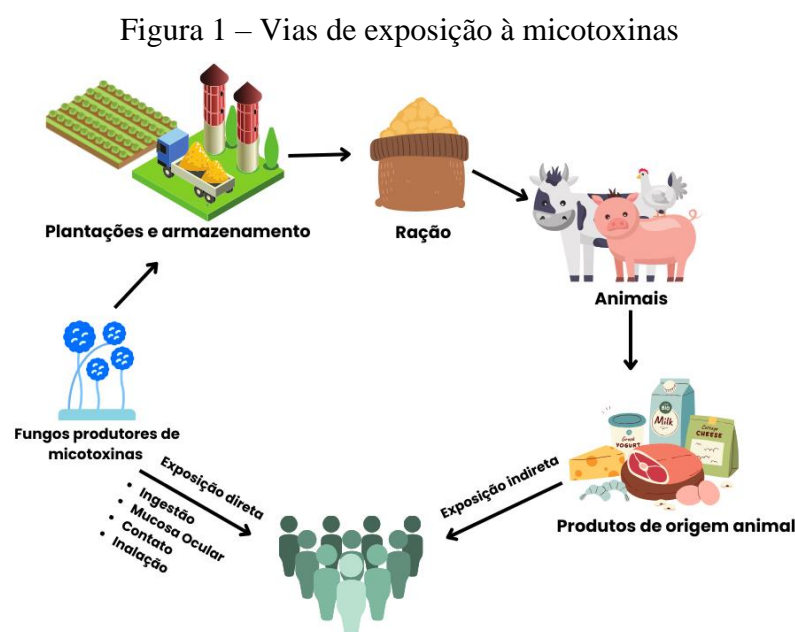 Figura 1 – Vias de exposição à micotoxinas
Plantações e armazenamento
Ração
Animais
Fungos produtores de
micotoxinas
Exposição direta
• Ingestão
• Mucosa Ocular
• Contato
• Inalação
Exposição indireta
Greek
YOGURT
BIO
Milk
Cottage
CHEESE
Produtos de origem animal